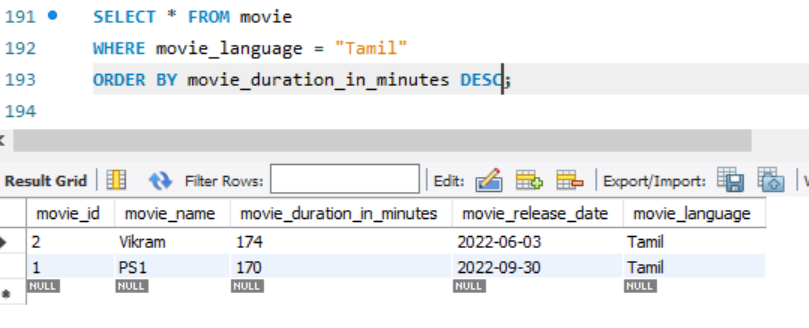 191 SELECT * FROM movie
192 WHERE movie_language = "Tamil"
193 ORDER BY movie_duration_in_minutes DESC;
194
Result Grid Filter Rows: Edit: Export/Import:
movie_id movie_name movie_duration_in_minutes movie_release_date movie_language
2 Vikram 174 2022-06-03 Tamil
1 PS1 170 2022-09-30 Tamil
NULL NULL NULL NULL NULL